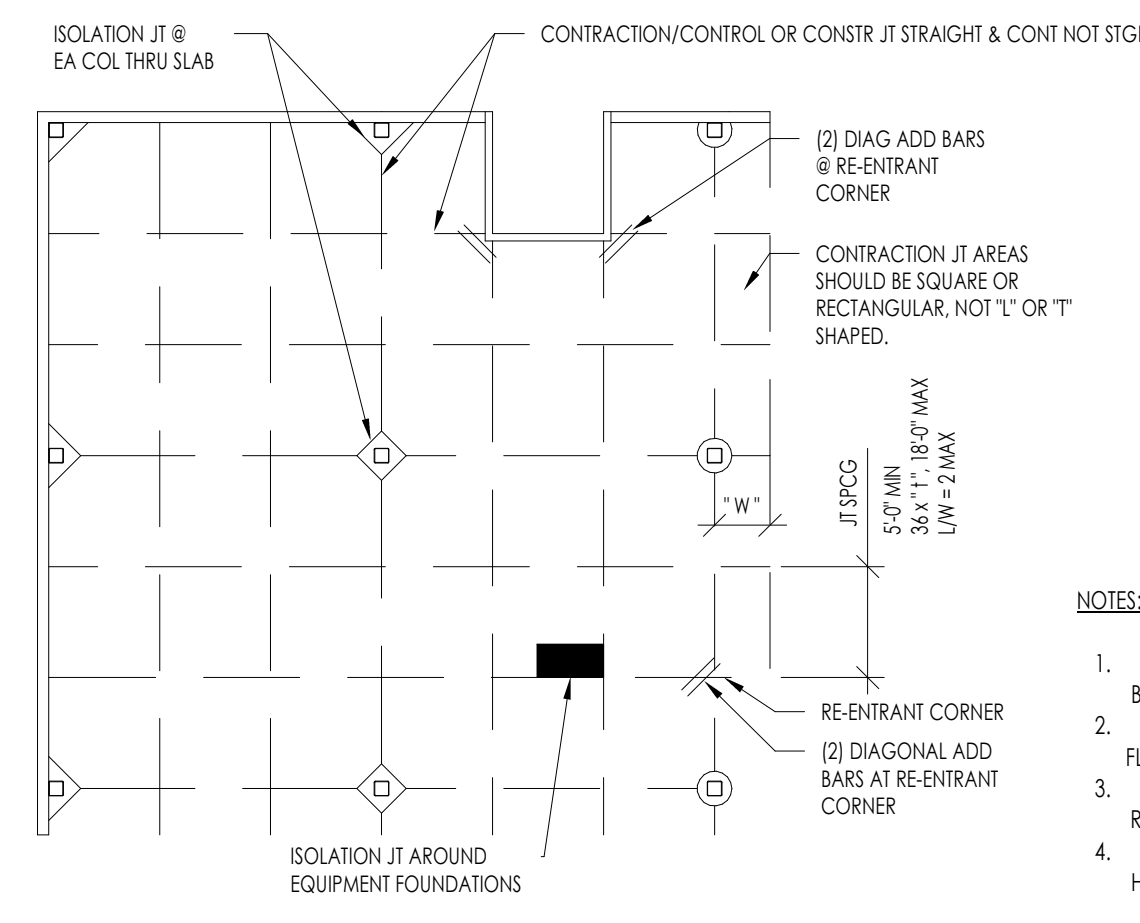 ISOLATION JT @
EA COL THRU SLAB
CONTRACTION/CONTROL OR CONSTR JT STRAIGHT & CONT NOT
(2) DIAG ADD BARS
@ RE-ENTRANT
CORNER
CONTRACTION JT AREAS
SHOULD BE SQUARE OR
RECTANGULAR, NOT "L" OR "T"
SHAPED.
"W"
JT SPCG
5'-0" MIN
36 x "t", 18'-0" MAX
L/W = 2 MAX
NOTES:
1.
B
2.
FL
3.
R
4.
H
RE-ENTRANT CORNER
(2) DIAGONAL ADD
BARS AT RE-ENTRANT
CORNER
ISOLATION JT AROUND
EQUIPMENT FOUNDATIONS